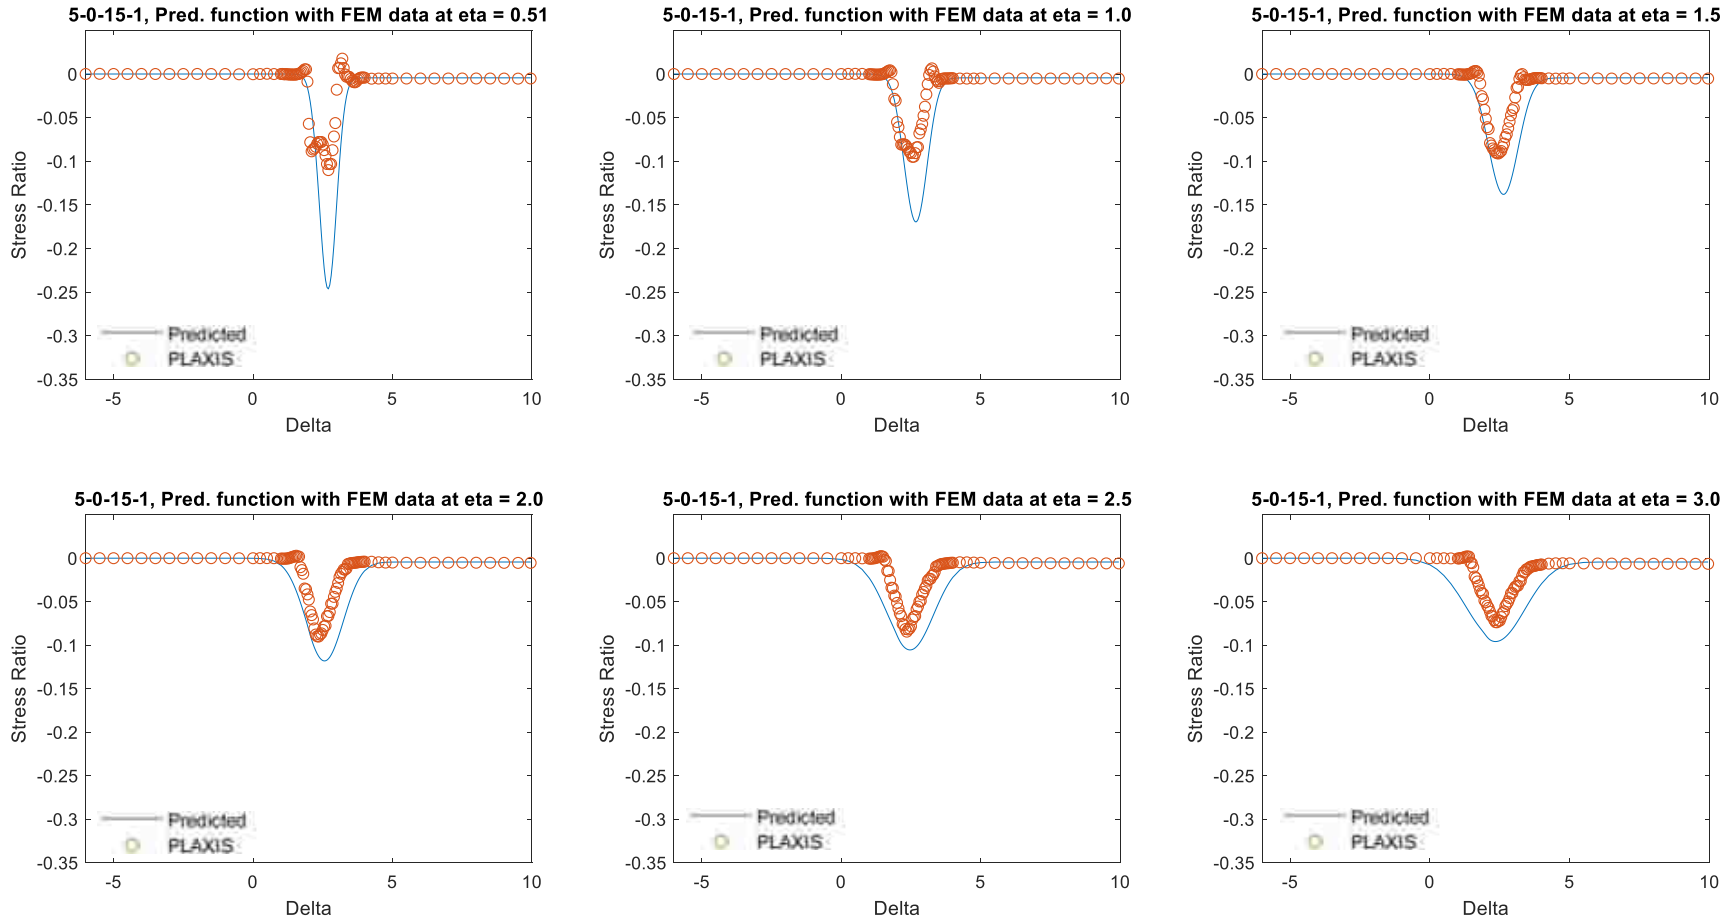 5-0-15-1, Pred. function with FEM data at eta = 0.51
0
-0.05
-0.1
-0.15
-0.2
-0.25
-0.3
-0.35
Stress Ratio
Predicted
PLAXIS
-5
0
5
10
Delta
5-0-15-1, Pred. function with FEM data at eta = 1.0
0
-0.05
-0.1
-0.15
-0.2
-0.25
-0.3
-0.35
Stress Ratio
Predicted
PLAXIS
-5
0
5
10
Delta
5-0-15-1, Pred. function with FEM data at eta = 1.5
0
-0.05
-0.1
-0.15
-0.2
-0.25
-0.3
-0.35
Stress Ratio
Predicted
PLAXIS
-5
0
5
10
Delta
5-0-15-1, Pred. function with FEM data at eta = 2.0
0
-0.05
-0.1
-0.15
-0.2
-0.25
-0.3
-0.35
Stress Ratio
Predicted
PLAXIS
-5
0
5
10
Delta
5-0-15-1, Pred. function with FEM data at eta = 2.5
0
-0.05
-0.1
-0.15
-0.2
-0.25
-0.3
-0.35
Stress Ratio
Predicted
PLAXIS
-5
0
5
10
Delta
5-0-15-1, Pred. function with FEM data at eta = 3.0
0
-0.05
-0.1
-0.15
-0.2
-0.25
-0.3
-0.35
Stress Ratio
Predicted
PLAXIS
-5
0
5
10
Delta